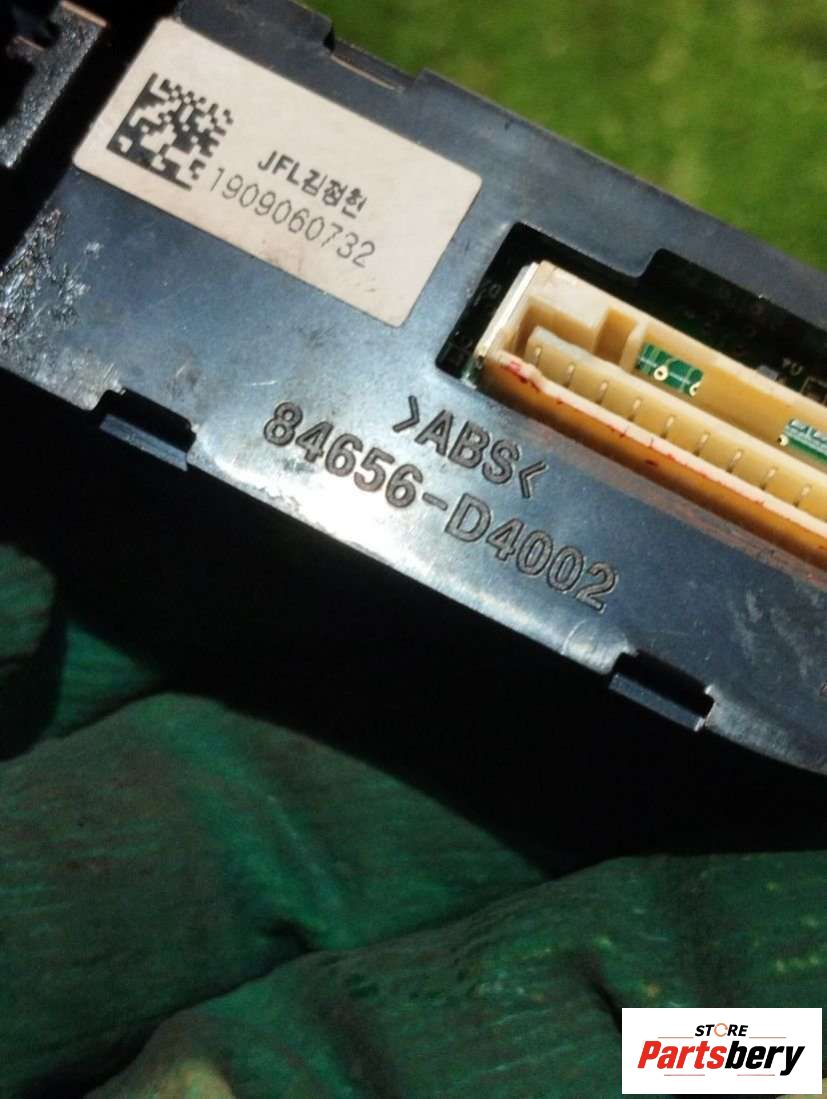 JFL김정헌
1909060732
>ABS<
84656-D4002
STORE
Partsbery